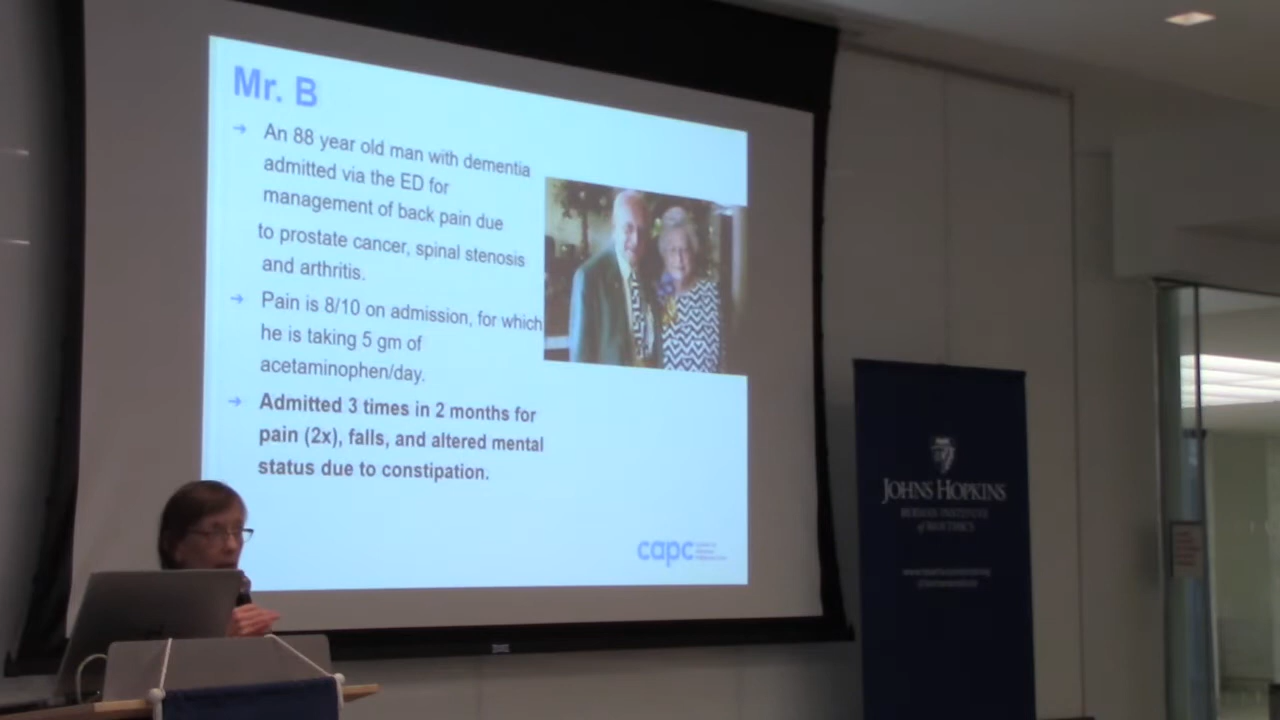 Mr. B
→ An 88 year old man with dementia
admitted via the ED for
management of back pain due
to prostate cancer, spinal stenosis
and arthritis.
→ Pain is 8/10 on admission, for which
he is taking 5 gm of
acetaminophen/day.
→ Admitted 3 times in 2 months for
pain (2x), falls, and altered mental
status due to constipation.
capc
JOHNS HOPKINS
BERMAN INSTITUTE
of BIOETHICS